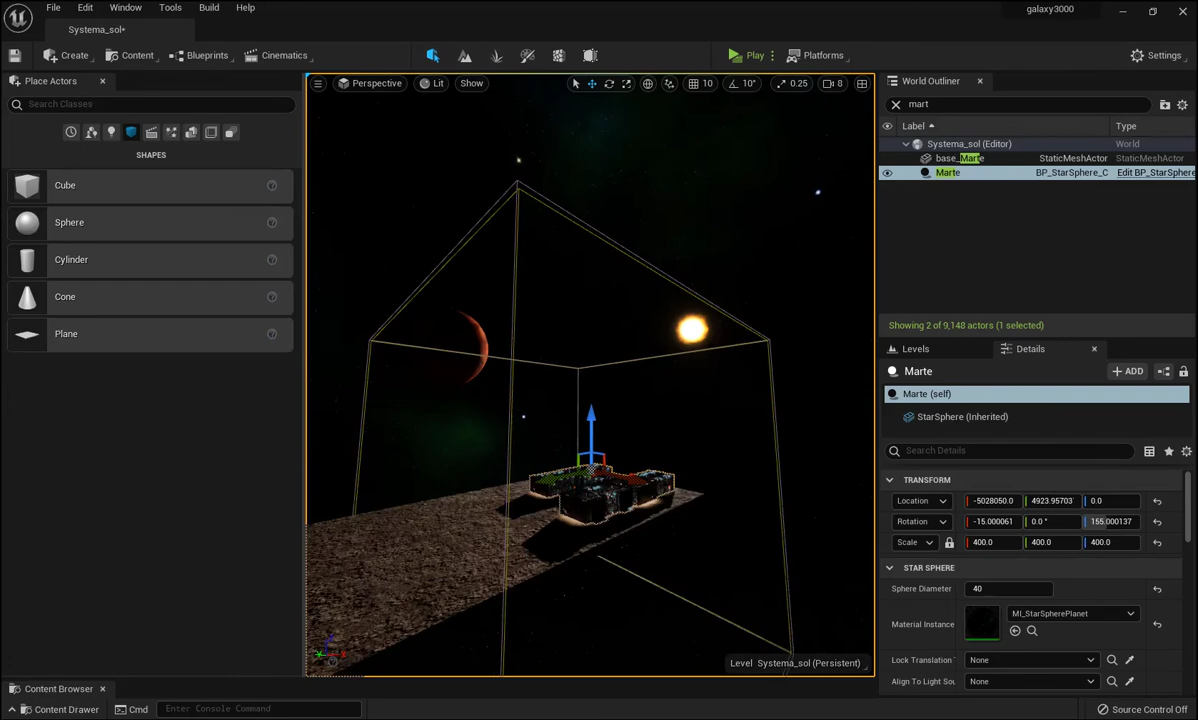 File Edit Window Tools Build Help galaxy3000
Systema_sol*
Create Content Blueprints Cinematics Play Platforms Settings
Place Actors
Search Classes
SHAPES
Cube
Sphere
Cylinder
Cone
Plane
Perspective Lit Show 10 10° 0.25 8
Level Systema_sol (Persistent)
World Outliner
mart
Label Type
Systema_sol (Editor) World
base_Marte StaticMeshActor StaticMeshActor
Marte BP_StarSphere_C Edit BP_StarSphere
Showing 2 of 9,148 actors (1 selected)
Levels Details
Marte ADD
Marte (self)
StarSphere (Inherited)
Search Details
TRANSFORM
Location -5028050.0 4923.95703 0.0
Rotation -15.000061 0.0 ° 155.000137
Scale 400.0 400.0 400.0
STAR SPHERE
Sphere Diameter 40
Material Instance MI_StarSpherePlanet
Lock Translation None
Align To Light Sou None
Content Browser
Content Drawer Cmd Enter Console Command Source Control Off